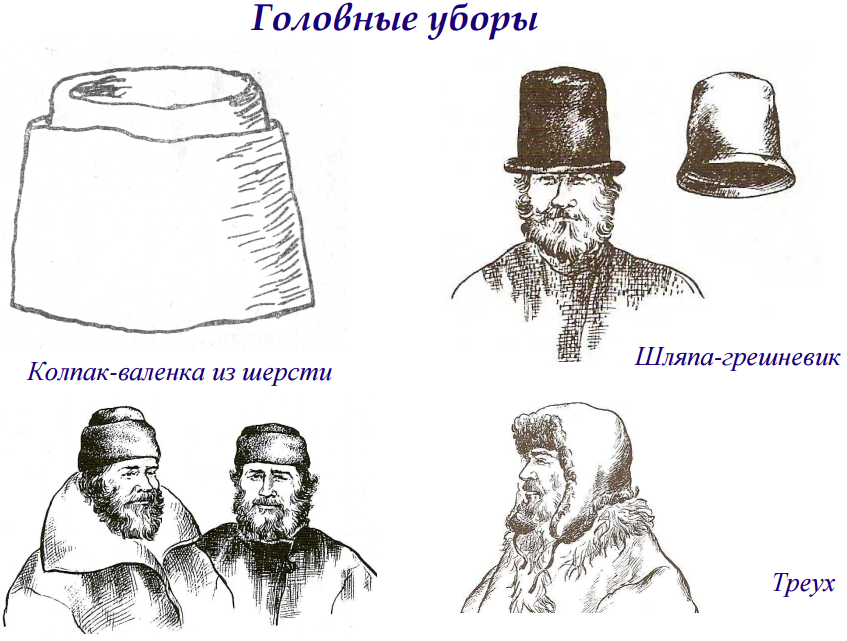 Головные уборы
Колпак-валенка из шерсти
Шляпа-грешневик
Треух